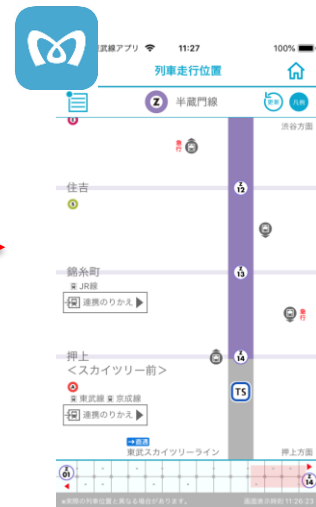 武線アプリ 11:27 100%
列車走行位置
Z 半蔵門線 更新 凡例
渋谷方面
急行
住吉
Z 12
S
錦糸町
Z 13
JR線
連携のりかえ
急行
押上
Z 14
<スカイツリー前>
A
TS
東武線 京成線
連携のりかえ
直通
東武スカイツリーライン 押上方面
Z 01
Z 14
※実際の列車位置と異なる場合があります。 画面表示時刻 11:26:23